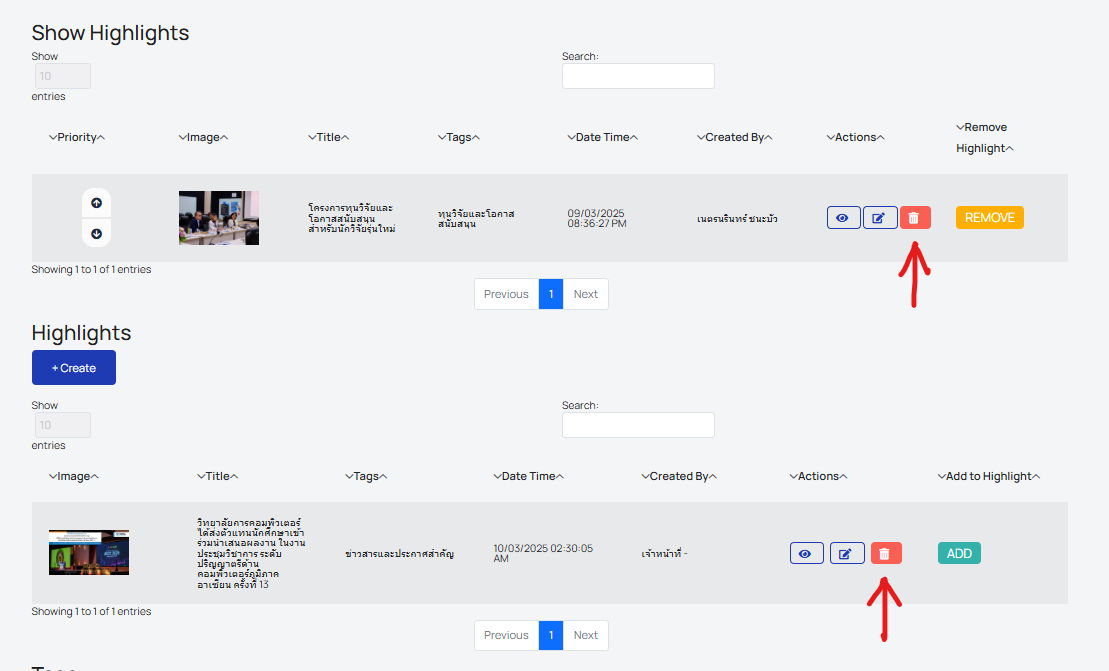 Show Highlights
Show
10
entries
Search:
Priority
Image
Title
Tags
Date Time
Created By
Actions
Remove
Highlight
โครงการทุนวิจัยและ
โอกาสสนับสนุน
สำหรับนักวิจัยรุ่นใหม่
ทุนวิจัยและโอกาส
สนับสนุน
09/03/2025
08:36:27 PM
เนตรนรินทร์ ชนะบัว
REMOVE
Showing 1 to 1 of 1 entries
Previous 1 Next
Highlights
+ Create
Show
10
entries
Search:
Image
Title
Tags
Date Time
Created By
Actions
Add to Highlight
วิทยาลัยการคอมพิวเตอร์
ได้ส่งตัวแทนนักศึกษาเข้า
ร่วมนำเสนอผลงาน ในงาน
ประชุมวิชาการ ระดับ
ปริญญาตรีด้าน
คอมพิวเตอร์ภูมิภาค
อาเซียน ครั้งที่ 13
ข่าวสารและประกาศสำคัญ
10/03/2025 02:30:05
AM
เจ้าหน้าที่ -
ADD
Showing 1 to 1 of 1 entries
Previous 1 Next